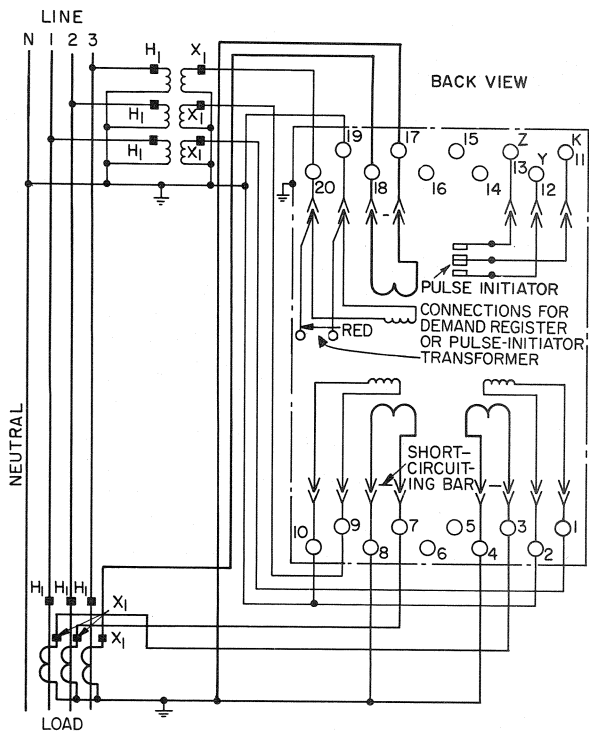 LINE
N 1 2 3
H1 X1
H1 X1
H1 X1
BACK VIEW
19 17 15 Z K
13 Y 11
20 18 16 14 12
PULSE INITIATOR
CONNECTIONS FOR
DEMAND REGISTER
OR PULSE-INITIATOR
TRANSFORMER
RED
NEUTRAL
SHORT-
CIRCUIT-
ING BAR
10 9 7 5 3 1
8 6 4 2
H1 H1 H1
X1
X1
LOAD